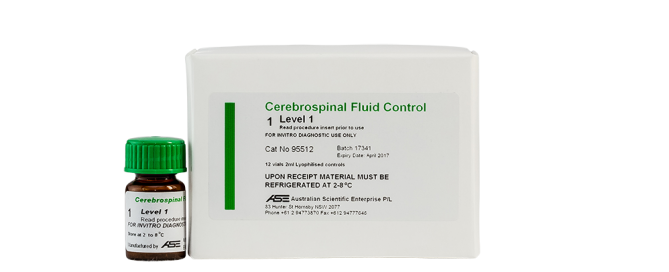 Cerebrospinal Fluid Control
1 Level 1
Read procedure insert prior to use
FOR INVITRO DIAGNOSTIC USE ONLY
Cat No 95512 Batch 17341
Expiry Date: April 2017
12 vials 2ml Lyophilised controls
UPON RECEIPT MATERIAL MUST BE
REFRIGERATED AT 2-8°C
ASE Australian Scientific Enterprise P/L
83 Hunter St Hornsby NSW 2077
Phone +61 2 94773870 Fax +612 94777046
Cerebrospinal
1 Level 1
Read procedure
FOR INVITRO DIAGNOSTIC
Store at 2 to 8°C
Manufactured by ASE